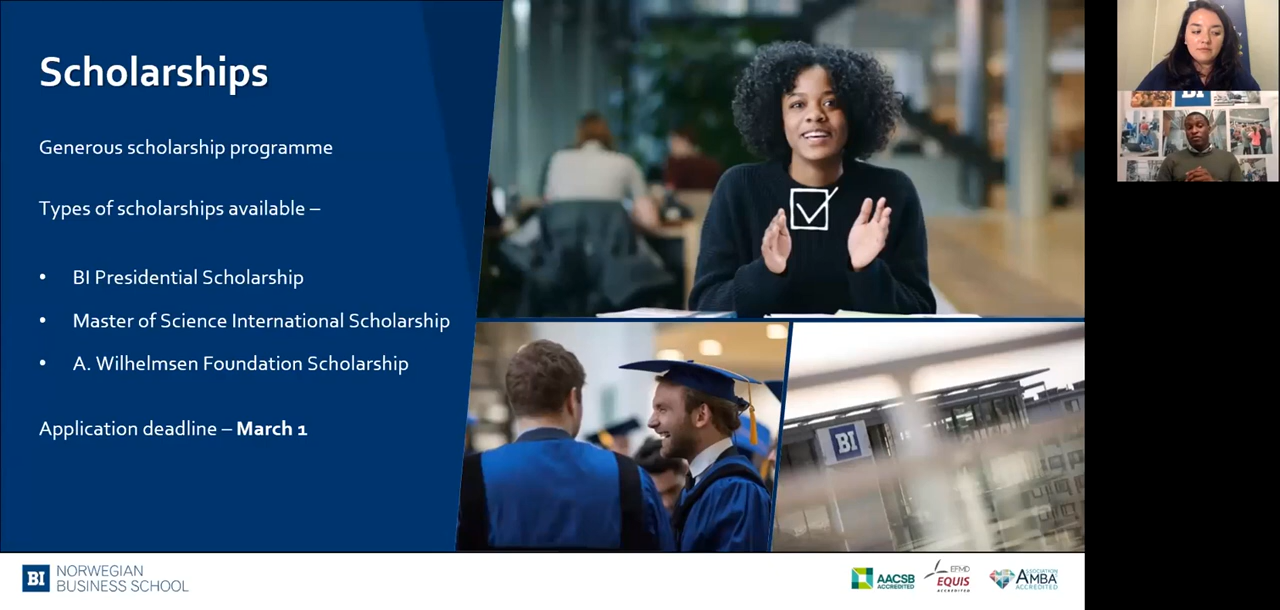 Scholarships
Generous scholarship programme
Types of scholarships available –
• BI Presidential Scholarship
• Master of Science International Scholarship
• A. Wilhelmsen Foundation Scholarship
Application deadline – March 1
BI
BI
BI NORWEGIAN
BUSINESS SCHOOL
AACSB
ACCREDITED
EFMD
EQUIS
ACCREDITED
ASSOCIATION
AMBA
ACCREDITED